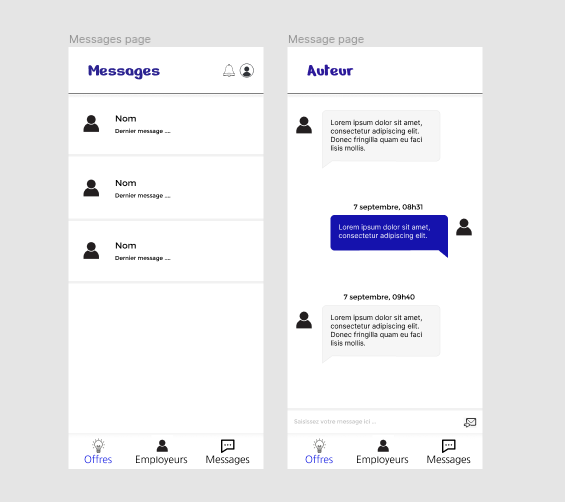 Messages page
Messages
Nom
Dernier message ....
Nom
Dernier message ....
Nom
Dernier message ....
Offres
Employeurs
Messages
Message page
Auteur
Lorem ipsum dolor sit amet,
consectetur adipiscing elit.
Donec fringilla quam eu faci
lisis mollis.
7 septembre, 08h31
Lorem ipsum dolor sit amet,
consectetur adipiscing elit.
7 septembre, 09h40
Lorem ipsum dolor sit amet,
consectetur adipiscing elit.
Donec fringilla quam eu faci
lisis mollis.
Saisissez votre message ici ...
Offres
Employeurs
Messages